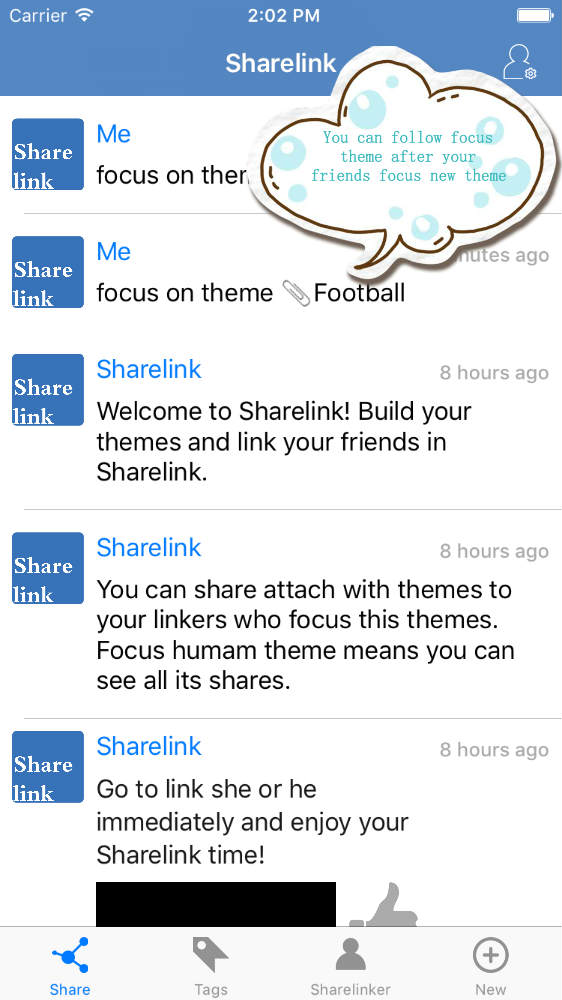 Carrier
2:02 PM
Sharelink
You can follow focus
theme after your
friends focus new theme
Share
link
Me
focus on
Share
link
Me
ago
focus on theme Football
Share
link
Sharelink
8 hours ago
Welcome to Sharelink! Build your
themes and link your friends in
Sharelink.
Share
link
Sharelink
8 hours ago
You can share attach with themes to
your linkers who focus this themes.
Focus humam theme means you can
see all its shares.
Share
link
Sharelink
8 hours ago
Go to link she or he
immediately and enjoy your
Sharelink time!
Share
Tags
Sharelinker
New